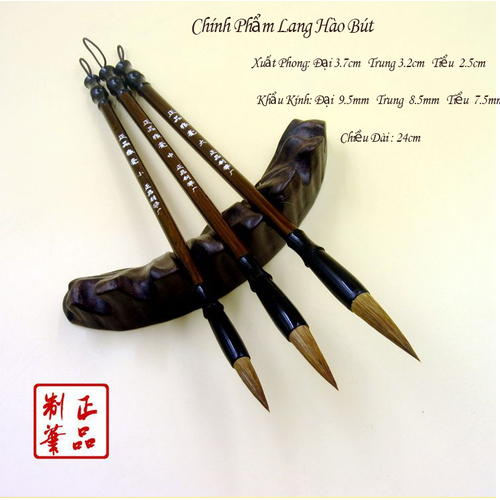 Chính Phẩm Lang Hào Bút
Xuất Phong: Đại 3.7cm Trung 3.2cm Tiểu 2.5cm
Khẩu Kính: Đại 9.5mm Trung 8.5mm Tiểu 7.5mm
Chiều Dài : 24cm
正品
制筆